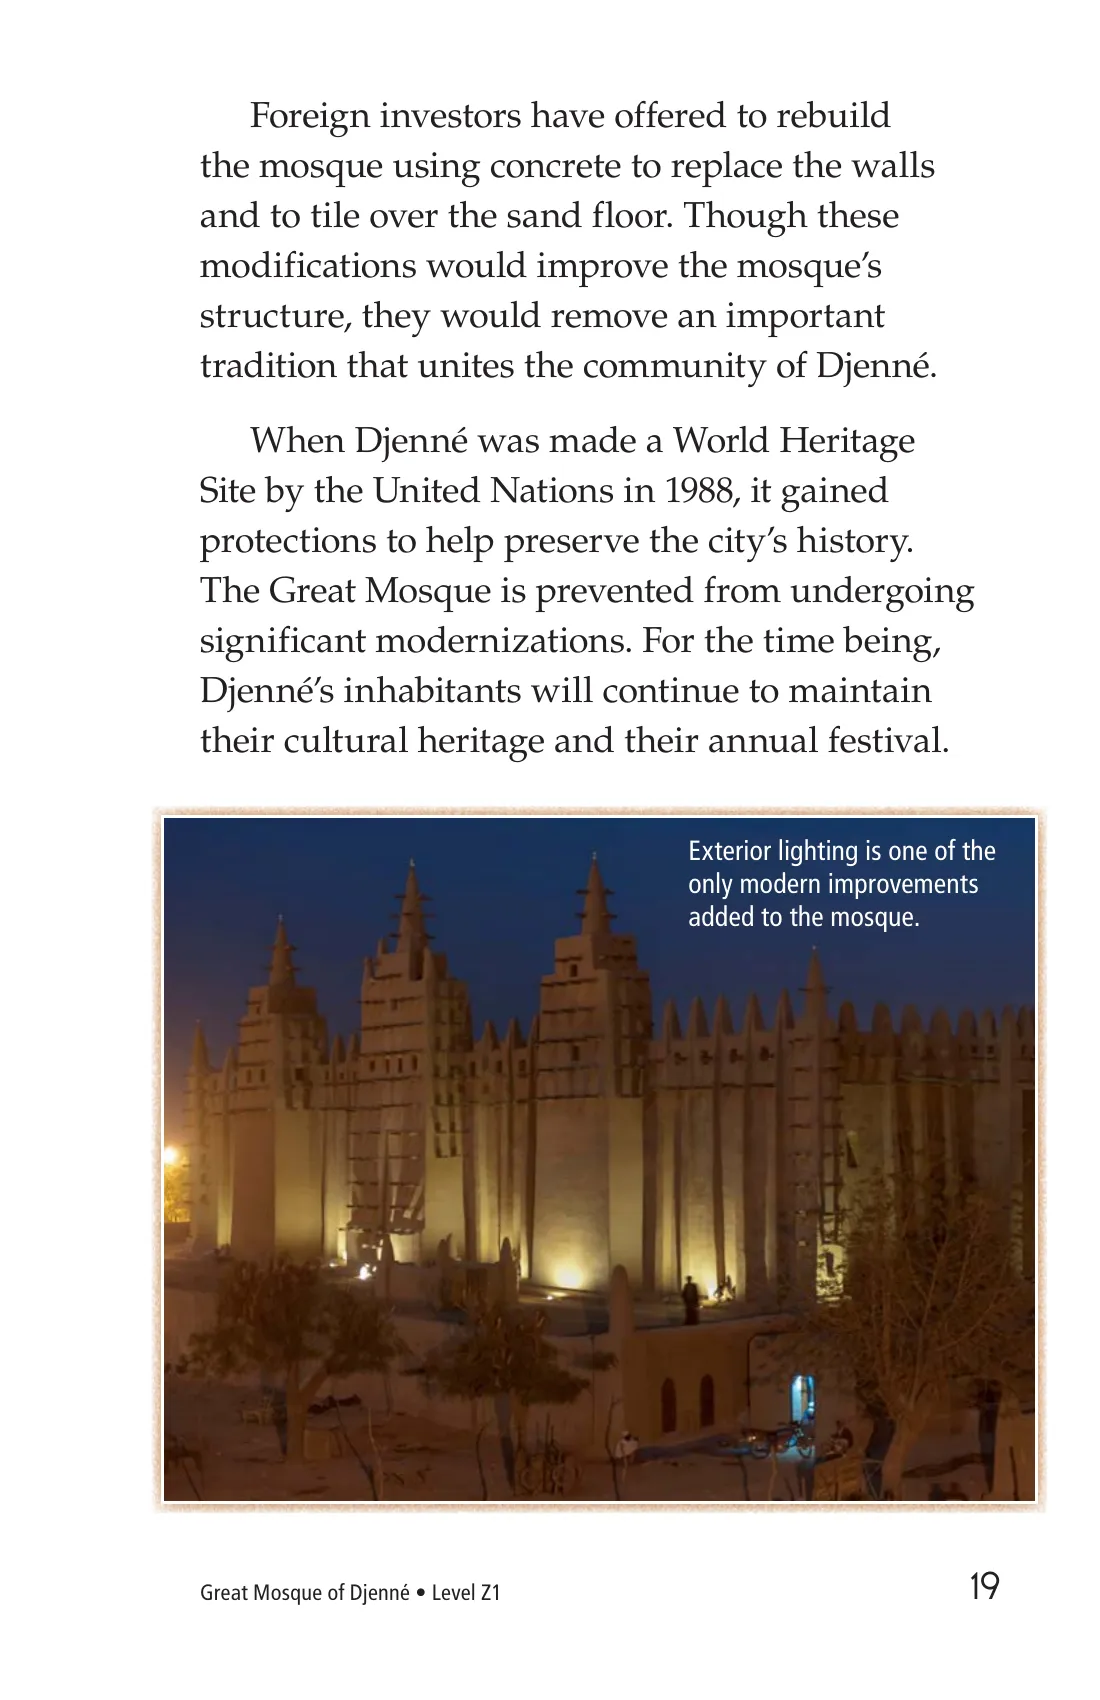 Foreign investors have offered to rebuild
the mosque using concrete to replace the walls
and to tile over the sand floor. Though these
modifications would improve the mosque’s
structure, they would remove an important
tradition that unites the community of Djenné.
When Djenné was made a World Heritage
Site by the United Nations in 1988, it gained
protections to help preserve the city’s history.
The Great Mosque is prevented from undergoing
significant modernizations. For the time being,
Djenné’s inhabitants will continue to maintain
their cultural heritage and their annual festival.
Exterior lighting is one of the
only modern improvements
added to the mosque.
Great Mosque of Djenné • Level Z1
19